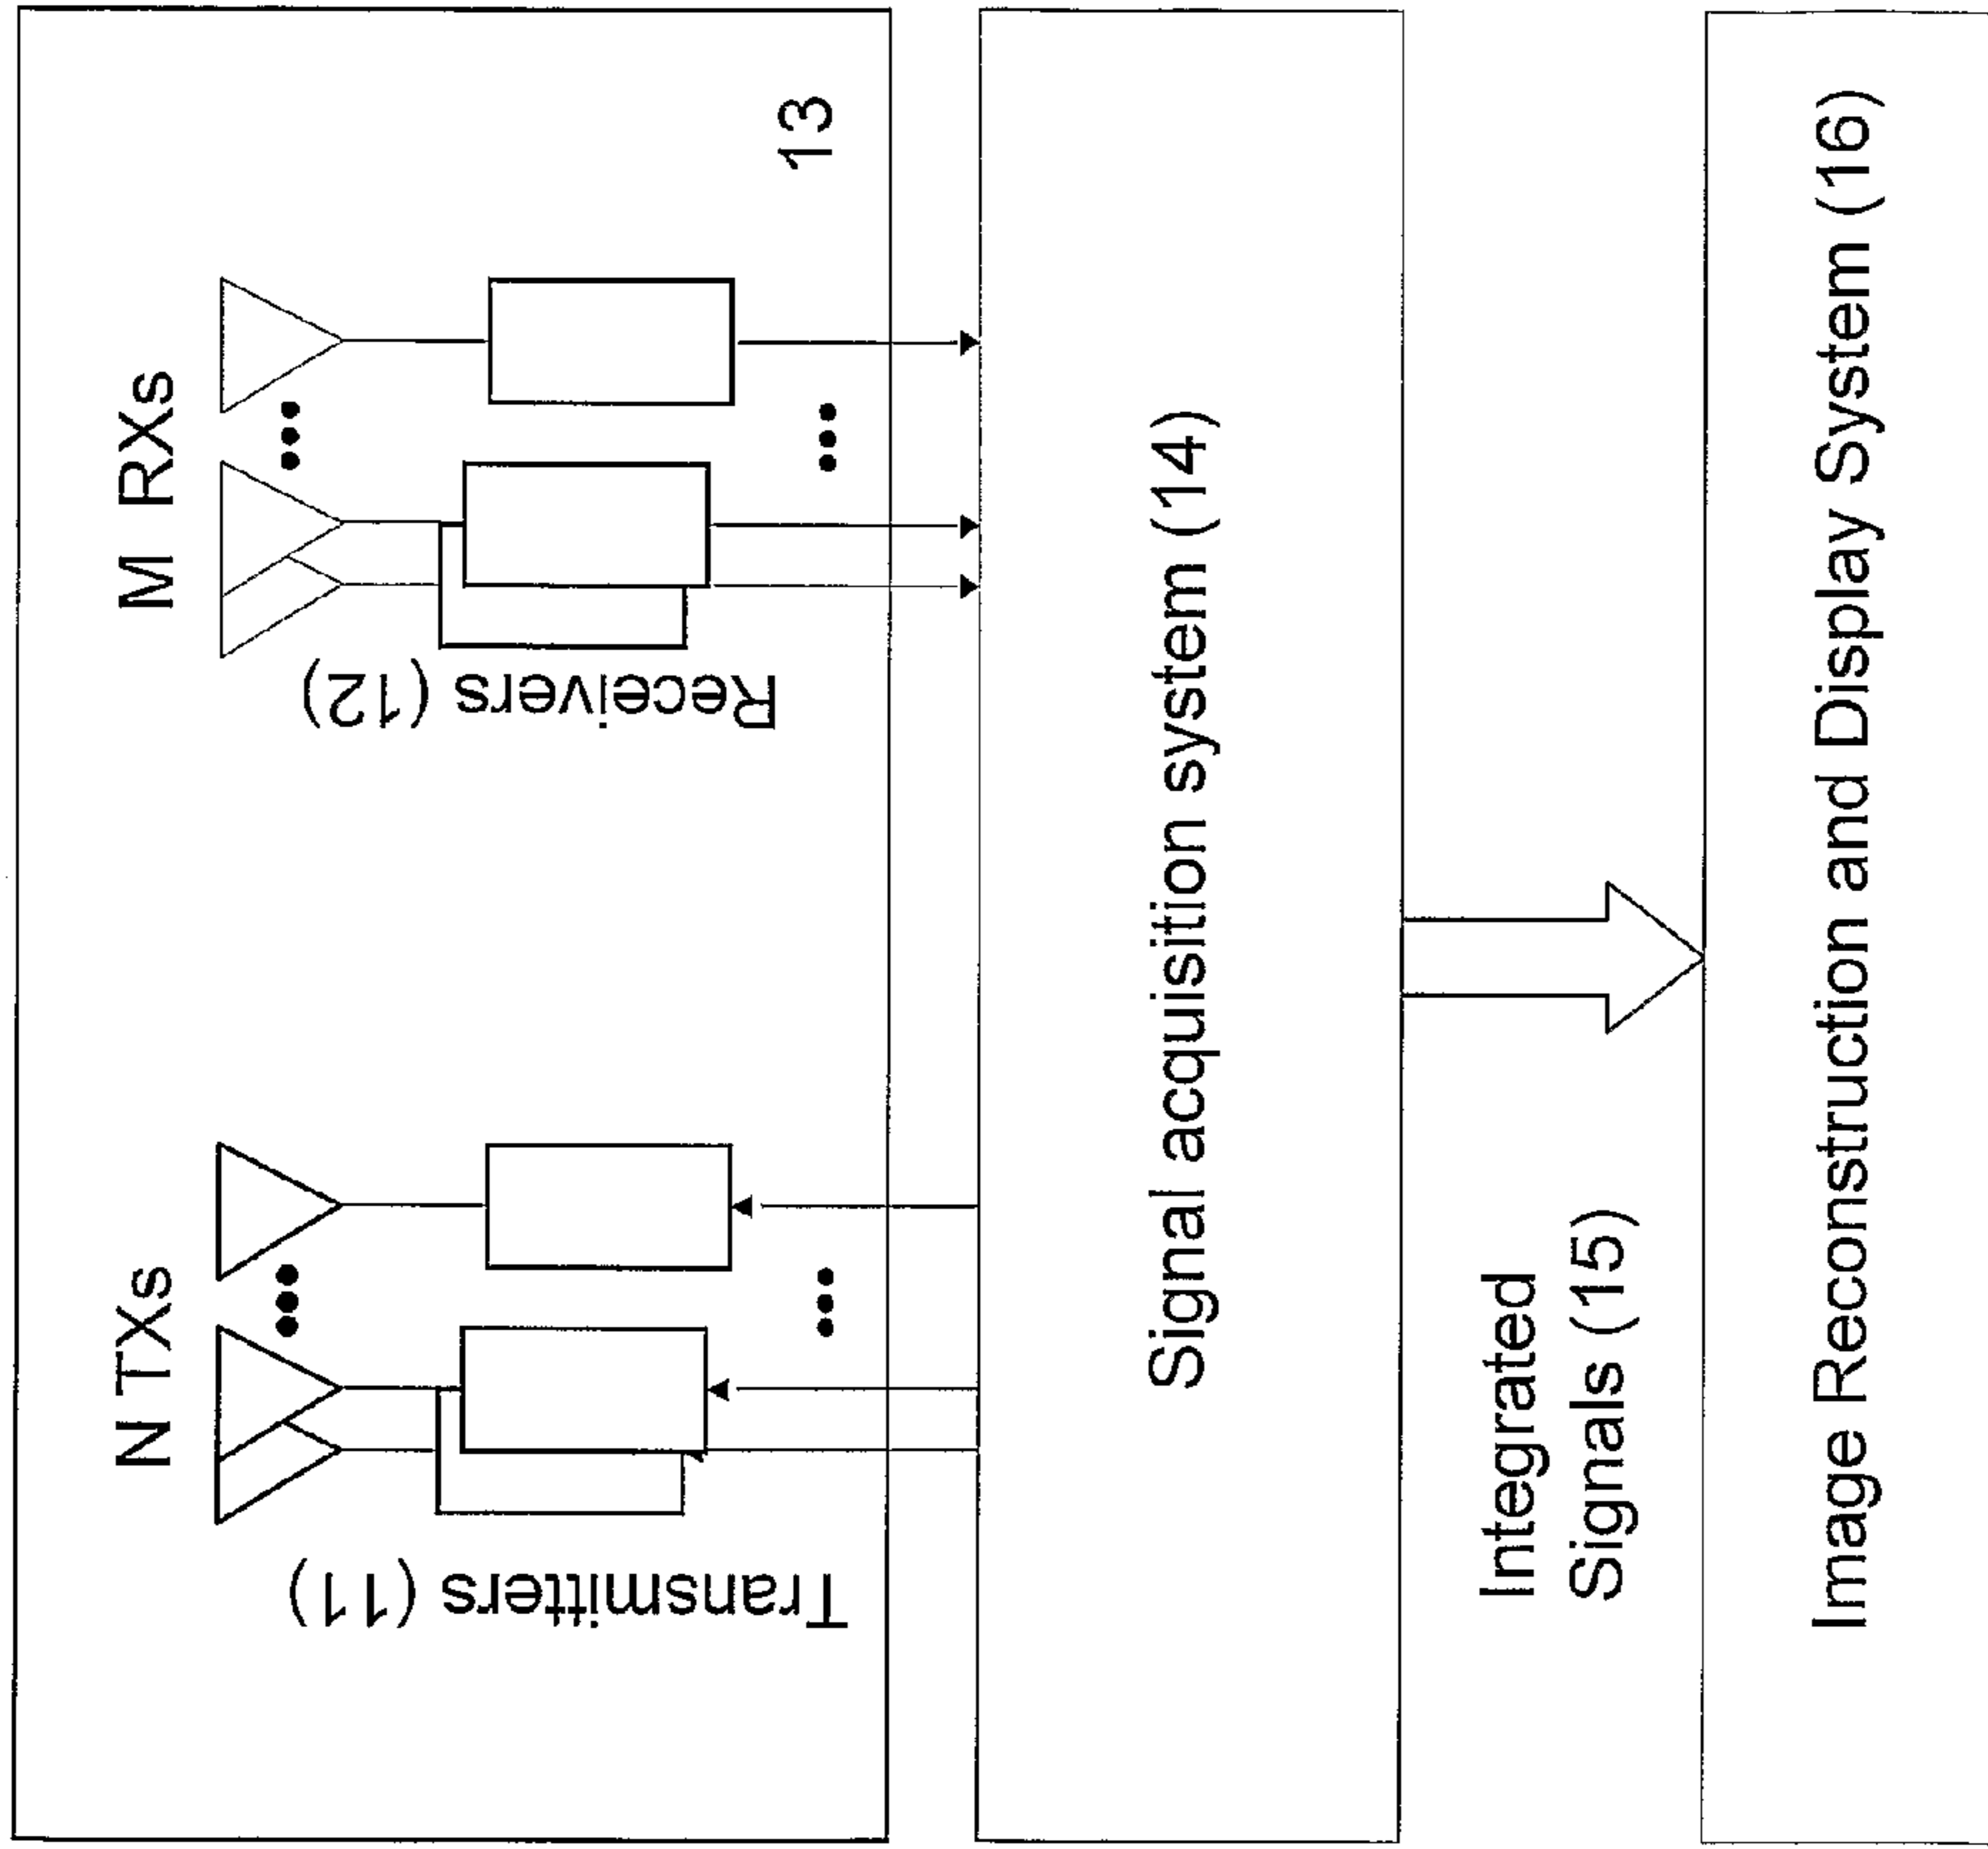 N TXs
M RXs
Transmitters (11)
Receivers (12)
13
Signal acquisition system (14)
Integrated
Signals (15)
Image Reconstruction and Display System (16)